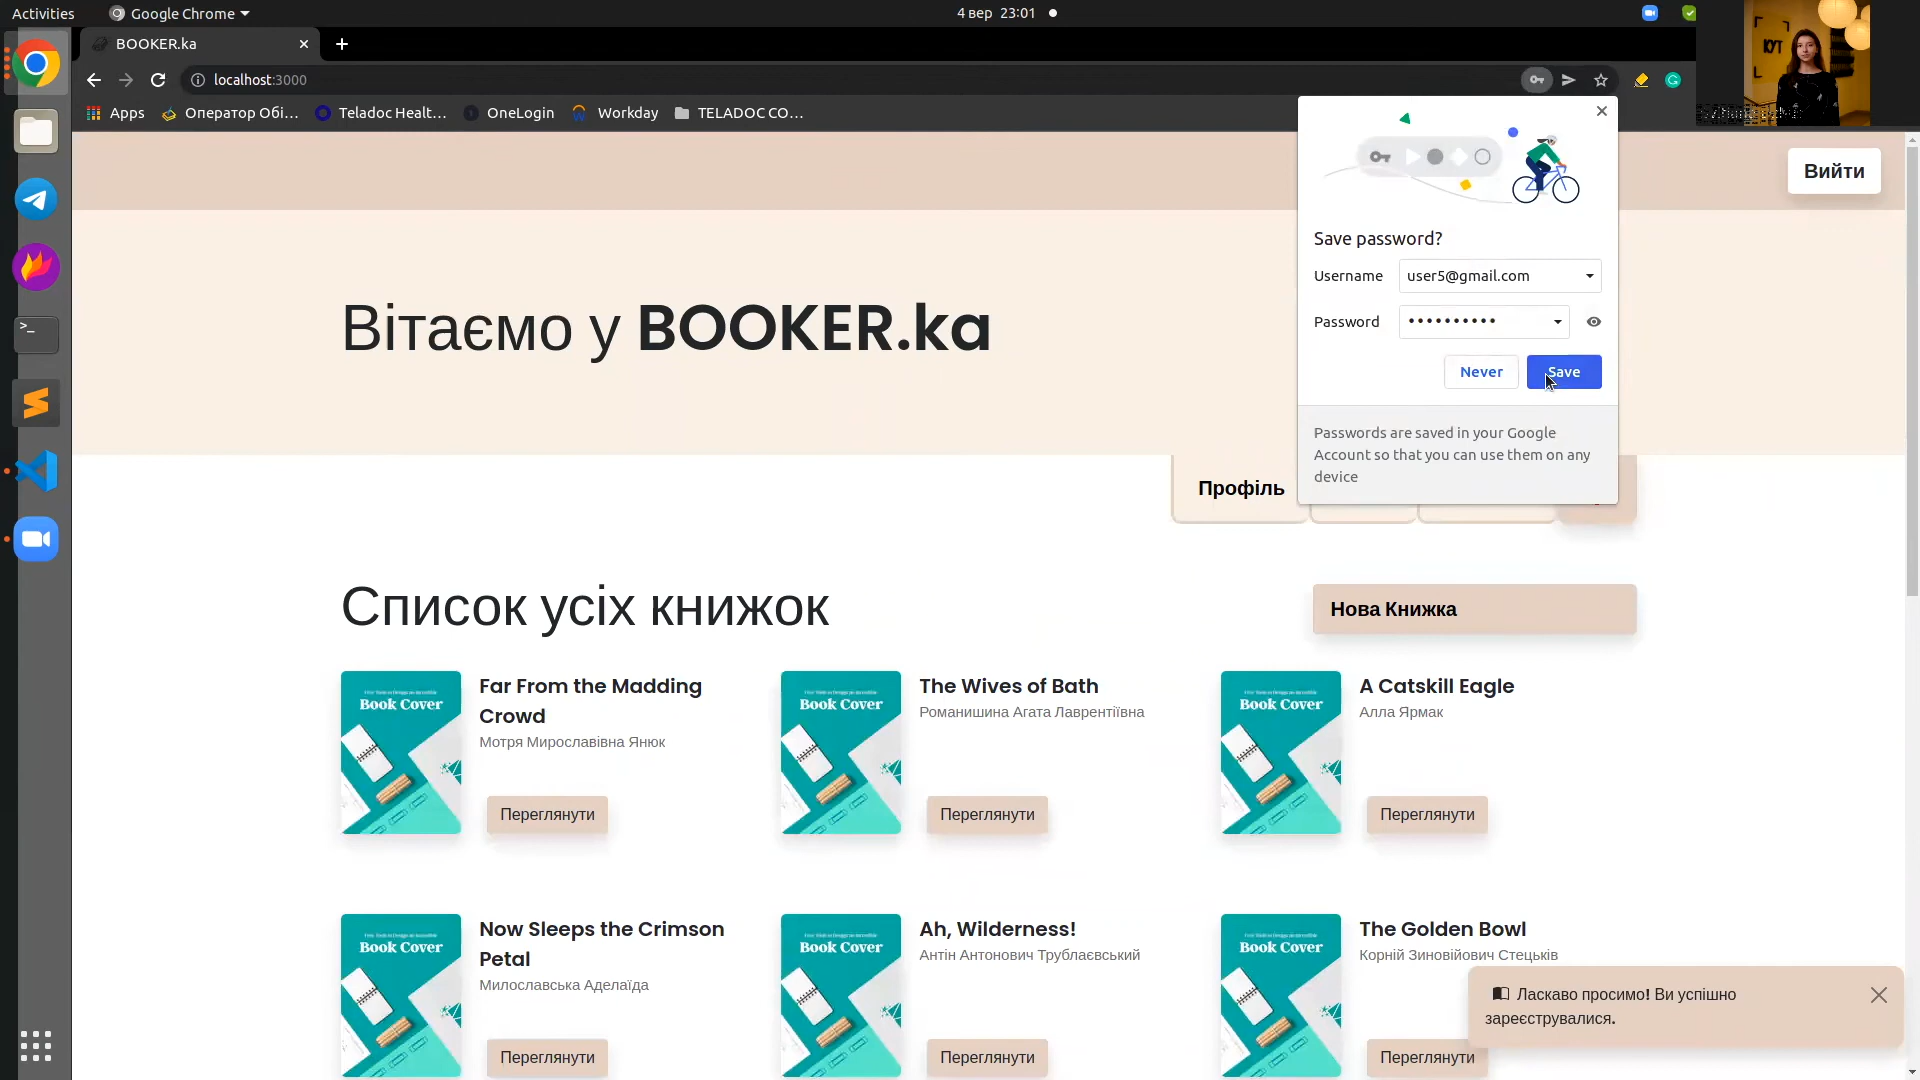 Activities
Google Chrome
4 вер 23:01
BOOKER.ka
localhost:3000
Apps
Оператор Обі...
Teladoc Healt...
OneLogin
Workday
TELADOC CO...
КУТ
Вийти
Save password?
Username
user5@gmail.com
Password
••••••••••
Never
Save
Passwords are saved in your Google
Account so that you can use them on any
device
Вітаємо у BOOKER.ka
Профіль
Список усіх книжок
Нова Книжка
Book Cover
Far From the Madding
Crowd
Мотря Мирославівна Янюк
Переглянути
Book Cover
The Wives of Bath
Романишина Агата Лаврентіївна
Переглянути
Book Cover
A Catskill Eagle
Алла Ярмак
Переглянути
Book Cover
Now Sleeps the Crimson
Petal
Милославська Аделаїда
Переглянути
Book Cover
Ah, Wilderness!
Антін Антонович Трублаєвський
Переглянути
Book Cover
The Golden Bowl
Корній Зиновійович Стецьків
Переглянути
Ласкаво просимо! Ви успішно
зареєструвалися.